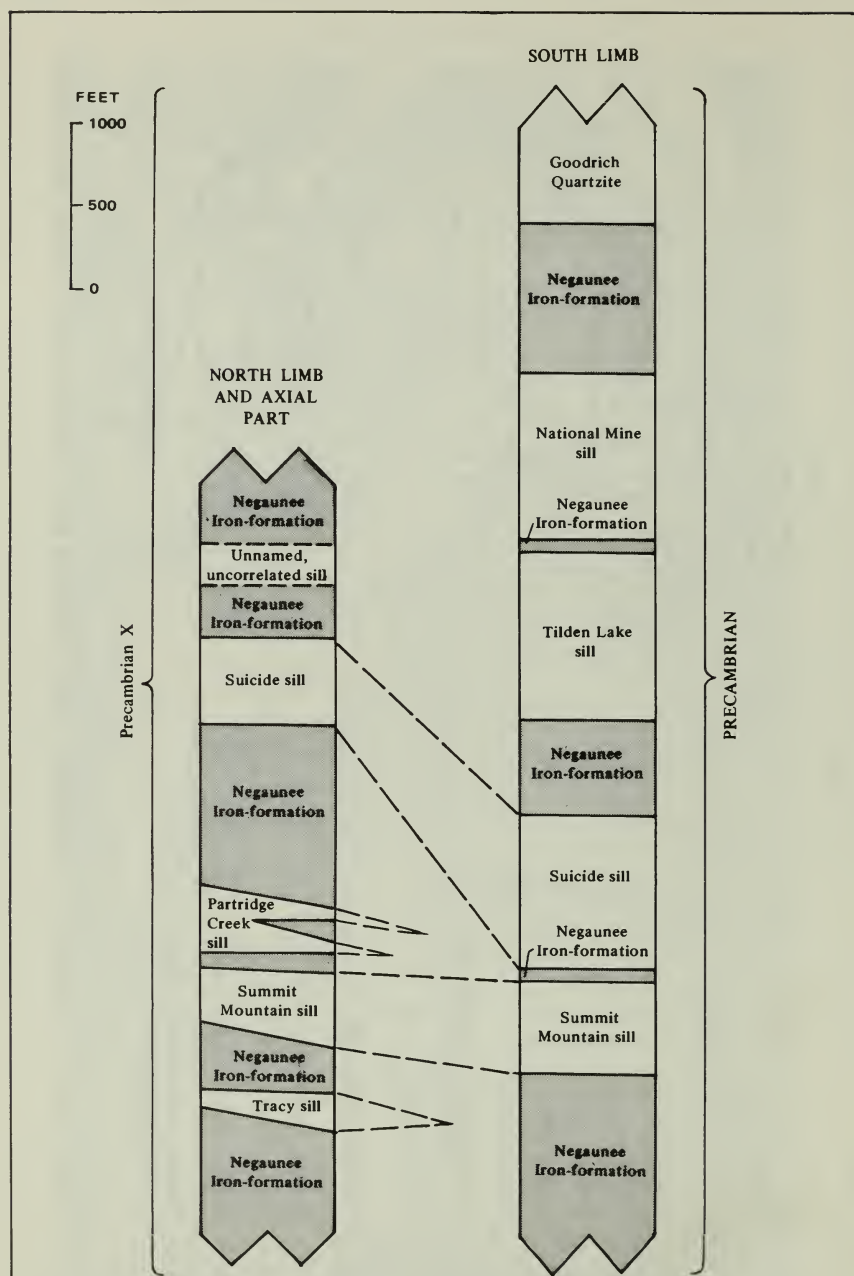 FEET
1000
500
0
Precambrian X
NORTH LIMB
AND AXIAL
PART
Negaunee
Iron-formation
Unnamed,
uncorrelated sill
Negaunee
Iron-formation
Suicide sill
Negaunee
Iron-formation
Partridge
Creek
sill
Summit
Mountain sill
Negaunee
Iron-formation
Tracy sill
Negaunee
Iron-formation
SOUTH LIMB
Goodrich
Quartzite
Negaunee
Iron-formation
National Mine
sill
Negaunee
Iron-formation
Tilden Lake
sill
Negaunee
Iron-formation
Suicide sill
Negaunee
Iron-formation
Summit
Mountain sill
Negaunee
Iron-formation
PRECAMBRIAN